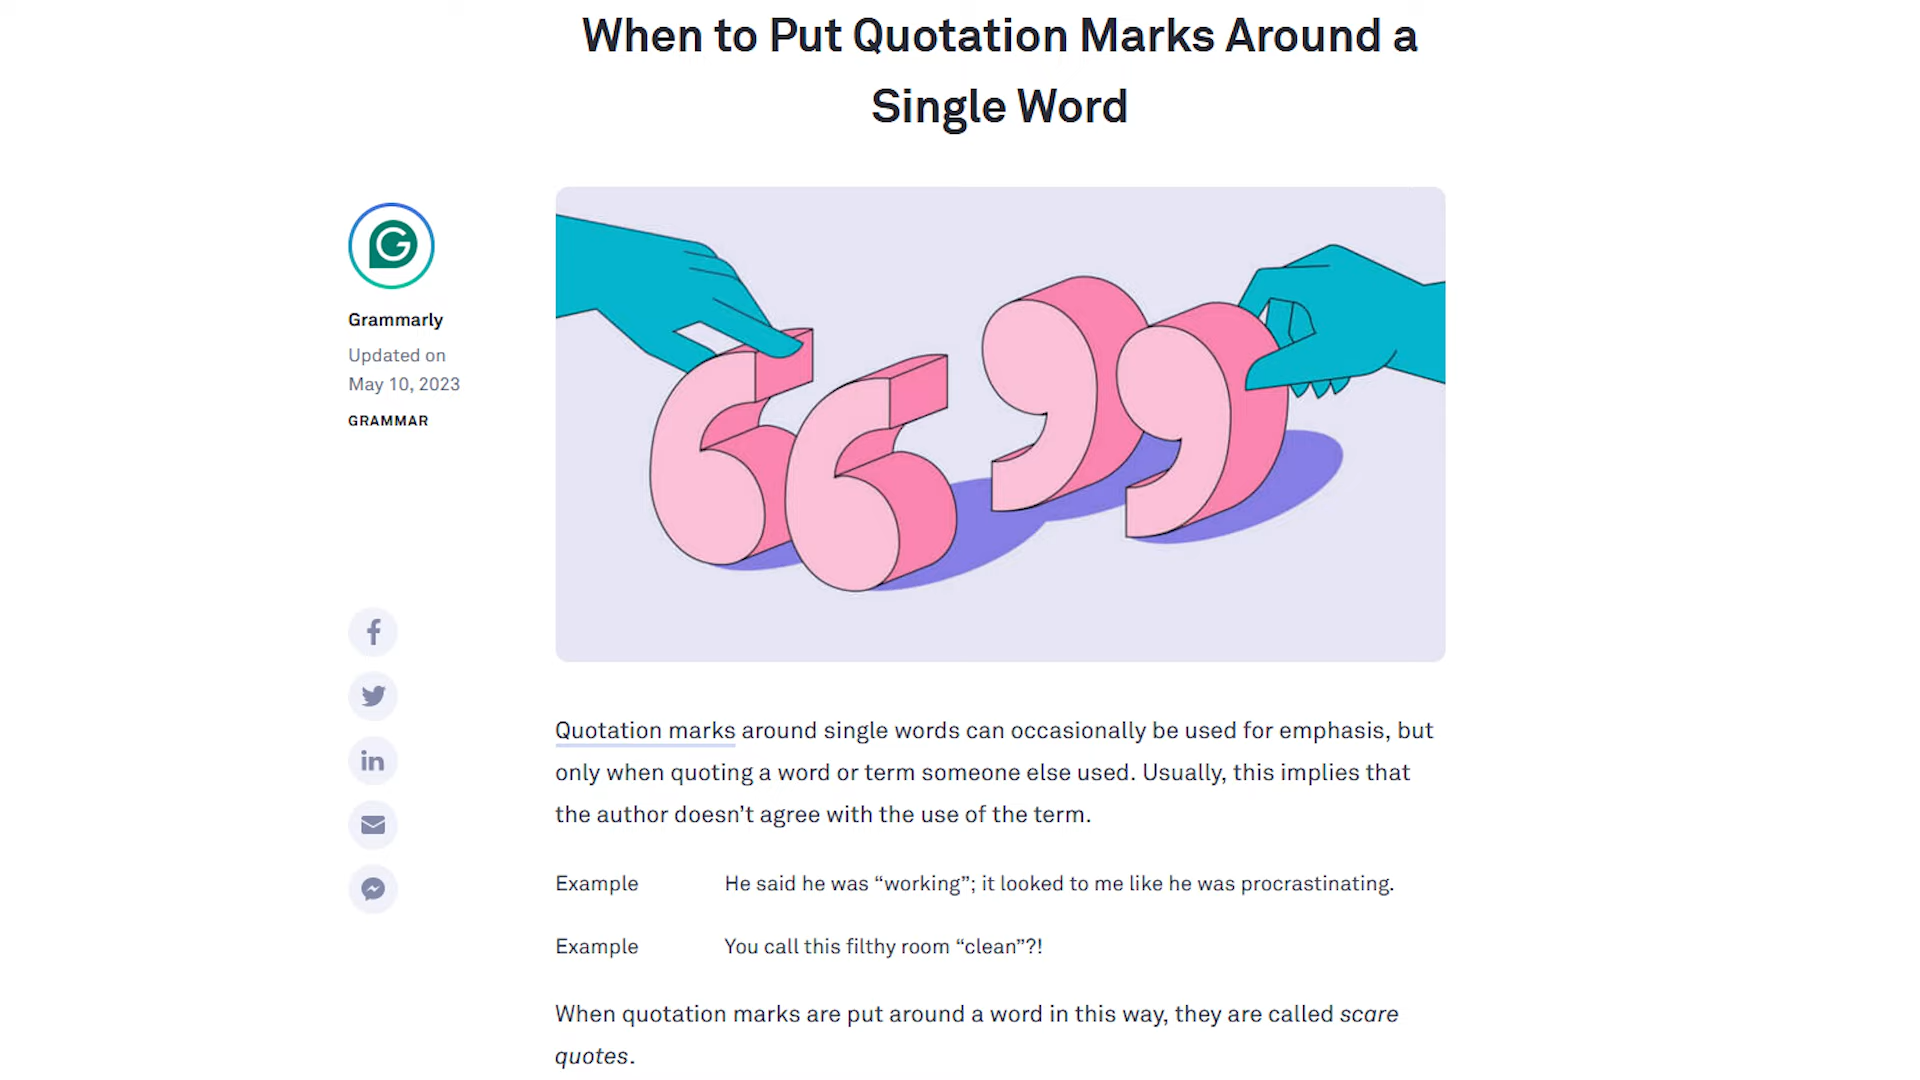 When to Put Quotation Marks Around a
Single Word
Grammarly
Updated on
May 10, 2023
GRAMMAR
Quotation marks around single words can occasionally be used for emphasis, but
only when quoting a word or term someone else used. Usually, this implies that
the author doesn’t agree with the use of the term.
Example He said he was “working”; it looked to me like he was procrastinating.
Example You call this filthy room “clean”?!
When quotation marks are put around a word in this way, they are called scare
quotes.